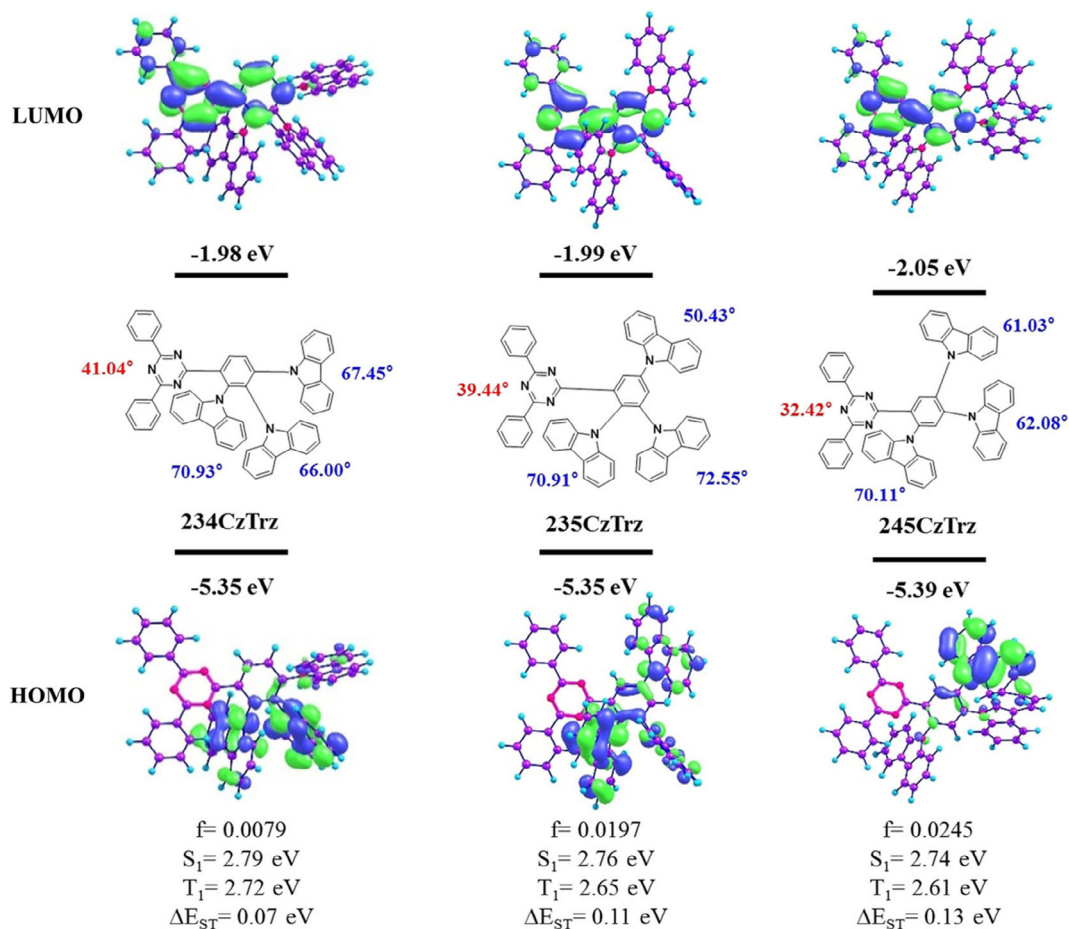 LUMO
-1.98 eV
-1.99 eV
-2.05 eV
41.04°
N
N
N
N
N
N
67.45°
70.93°
66.00°
234CzTrz
39.44°
N
N
N
N
N
N
50.43°
70.91°
72.55°
235CzTrz
32.42°
N
N
N
N
N
N
61.03°
62.08°
70.11°
245CzTrz
-5.35 eV
-5.35 eV
-5.39 eV
HOMO
f= 0.0079
S₁= 2.79 eV
T₁= 2.72 eV
ΔE_ST= 0.07 eV
f= 0.0197
S₁= 2.76 eV
T₁= 2.65 eV
ΔE_ST= 0.11 eV
f= 0.0245
S₁= 2.74 eV
T₁= 2.61 eV
ΔE_ST= 0.13 eV